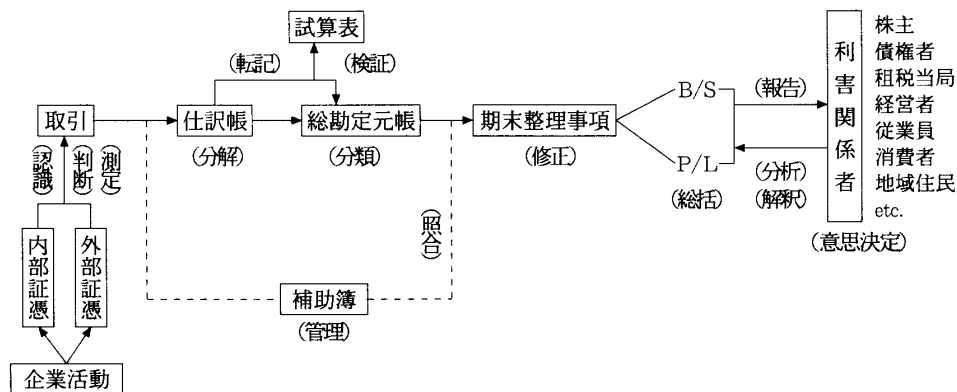 試算表
(転記)
(検証)
取引
仕訳帳
(分解)
総勘定元帳
(分類)
期末整理事項
(修正)
B/S
P/L
(総括)
(報告)
(分析)
(解釈)
利害関係者
(意思決定)
株主
債権者
租税当局
経営者
従業員
消費者
地域住民
etc.
(認識)
(判断)
(測定)
内部証憑
外部証憑
企業活動
(照合)
補助簿
(管理)